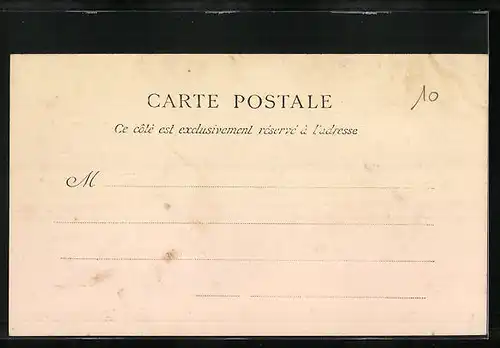 CARTE POSTALE
10
Ce côté est exclusivement réservé à l'adresse
M